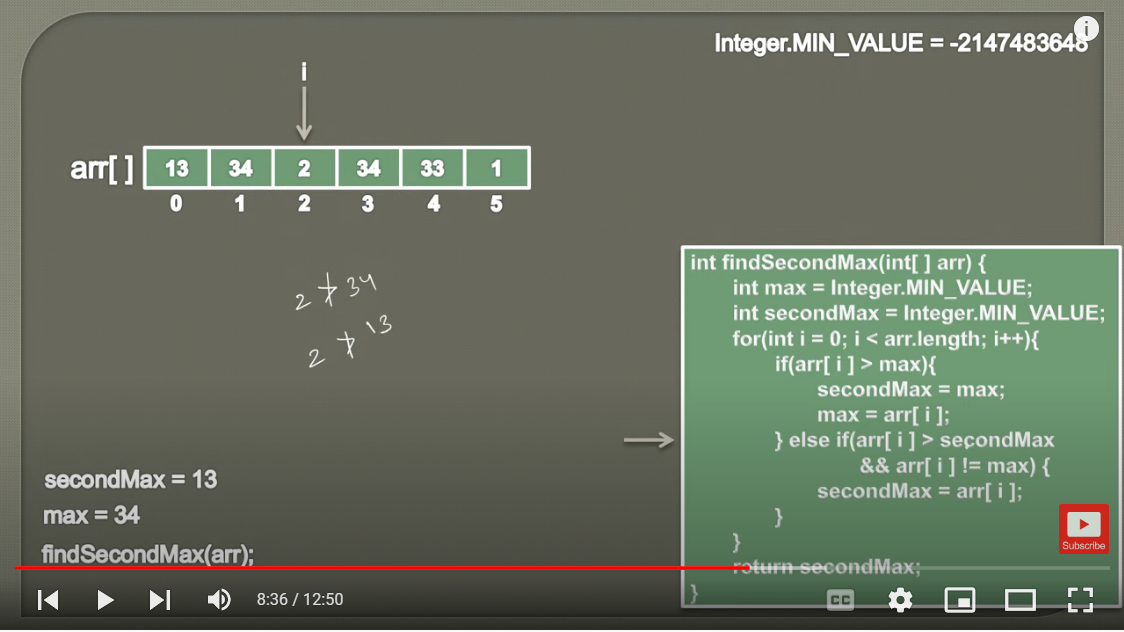 Integer.MIN_VALUE = -2147483648
i
i
arr[ ] 13 34 2 34 33 1
0 1 2 3 4 5
2 ≯ 34
2 ≯ 13
int findSecondMax(int[ ] arr) {
int max = Integer.MIN_VALUE;
int secondMax = Integer.MIN_VALUE;
for(int i = 0; i < arr.length; i++){
if(arr[ i ] > max){
secondMax = max;
max = arr[ i ];
} else if(arr[ i ] > secondMax
&& arr[ i ] != max) {
secondMax = arr[ i ];
}
}
return secondMax;
}
secondMax = 13
max = 34
findSecondMax(arr);
Subscribe
8:36 / 12:50
CC